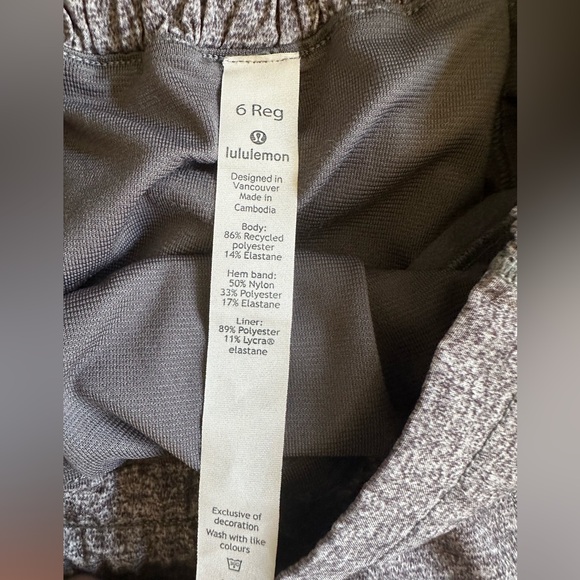 6 Reg
lululemon
Designed in
Vancouver
Made in
Cambodia
Body:
86% Recycled
polyester
14% Elastane
Hem band:
50% Nylon
33% Polyester
17% Elastane
Liner:
89% Polyester
11% Lycra®
elastane
Exclusive of
decoration
Wash with like
colours